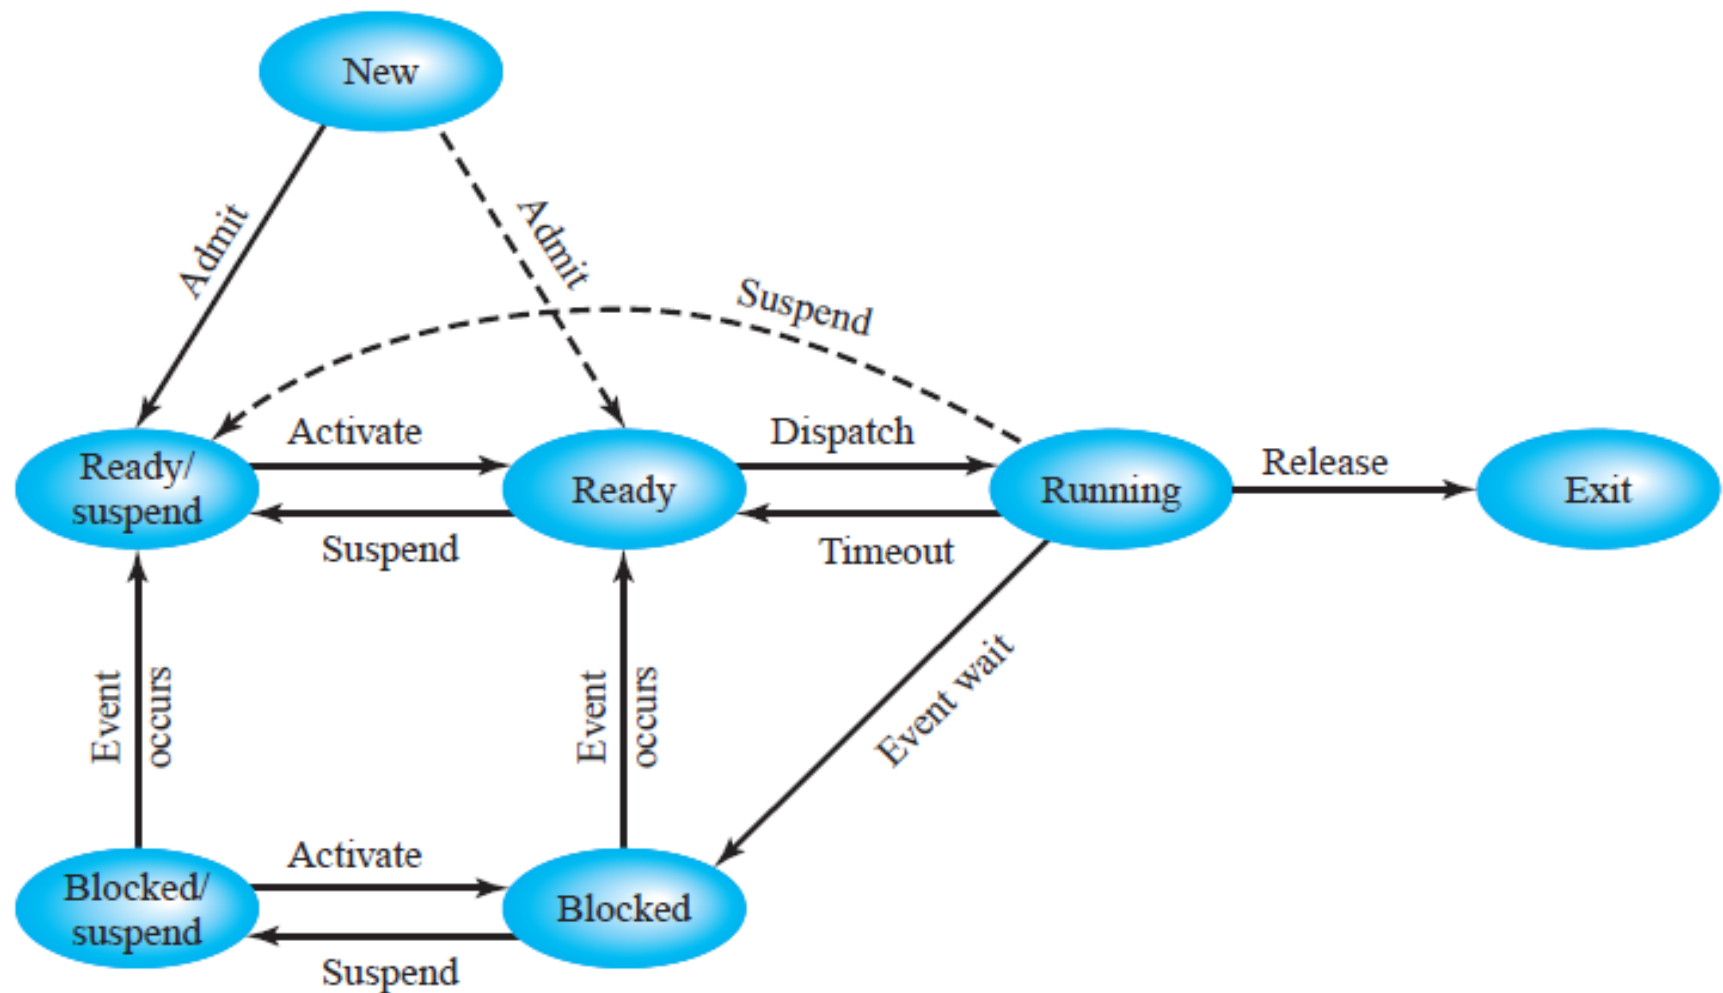 New
Admit
Admit
Suspend
Activate
Dispatch
Release
Ready/
suspend
Ready
Running
Exit
Suspend
Timeout
Event
occurs
Event
occurs
Event wait
Activate
Blocked/
suspend
Blocked
Suspend